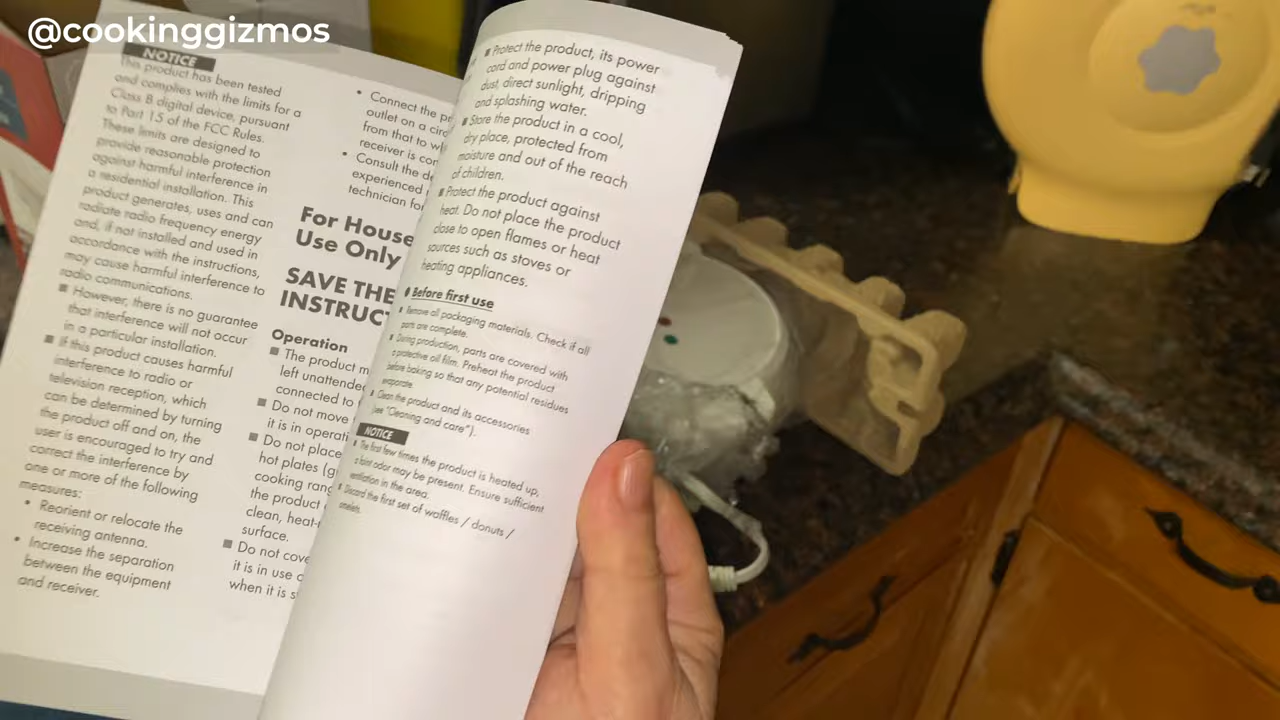 @cookinggizmos
NOTICE
This product has been tested
and complies with the limits for a
Class B digital device, pursuant
to Part 15 of the FCC Rules.
These limits are designed to
provide reasonable protection
against harmful interference in
a residential installation. This
product generates, uses and can
radiate radio frequency energy
and, if not installed and used in
accordance with the instructions,
may cause harmful interference to
radio communications.
■ However, there is no guarantee
that interference will not occur
in a particular installation.
■ If this product causes harmful
interference to radio or
television reception, which
can be determined by turning
the product off and on, the
user is encouraged to try and
correct the interference by
one or more of the following
measures:
• Reorient or relocate the
receiving antenna.
• Increase the separation
between the equipment
and receiver.
• Connect the
outlet on a
from that to
receiver is
• Consult the
experienced
technician
For House
Use Only
SAVE THE
INSTRUC
Operation
■ The product
left unattende
connected to
■ Do not move
it is in operati
■ Do not place
hot plates
cooking
the product
clean, heat-
surface.
■ Do not
it is in use
when it is
■ Protect the product, its power
cord and power plug against
dust, direct sunlight, dripping
and splashing water.
■ Store the product in a cool,
dry place, protected from
moisture and out of the reach
of children.
■ Protect the product against
heat. Do not place the product
close to open flames or heat
sources such as stoves or
heating appliances.
Before first use
■ Remove all packaging materials. Check if all
parts are complete.
■ During production, parts are covered with
a protective oil film. Preheat the product
before baking so that any potential residues
evaporate.
■ Clean the product and its accessories
(see "Cleaning and care").
NOTICE
■ The first few times the product is heated up,
a faint odor may be present. Ensure sufficient
ventilation in the area.
■ Discard the first set of waffles / donuts /